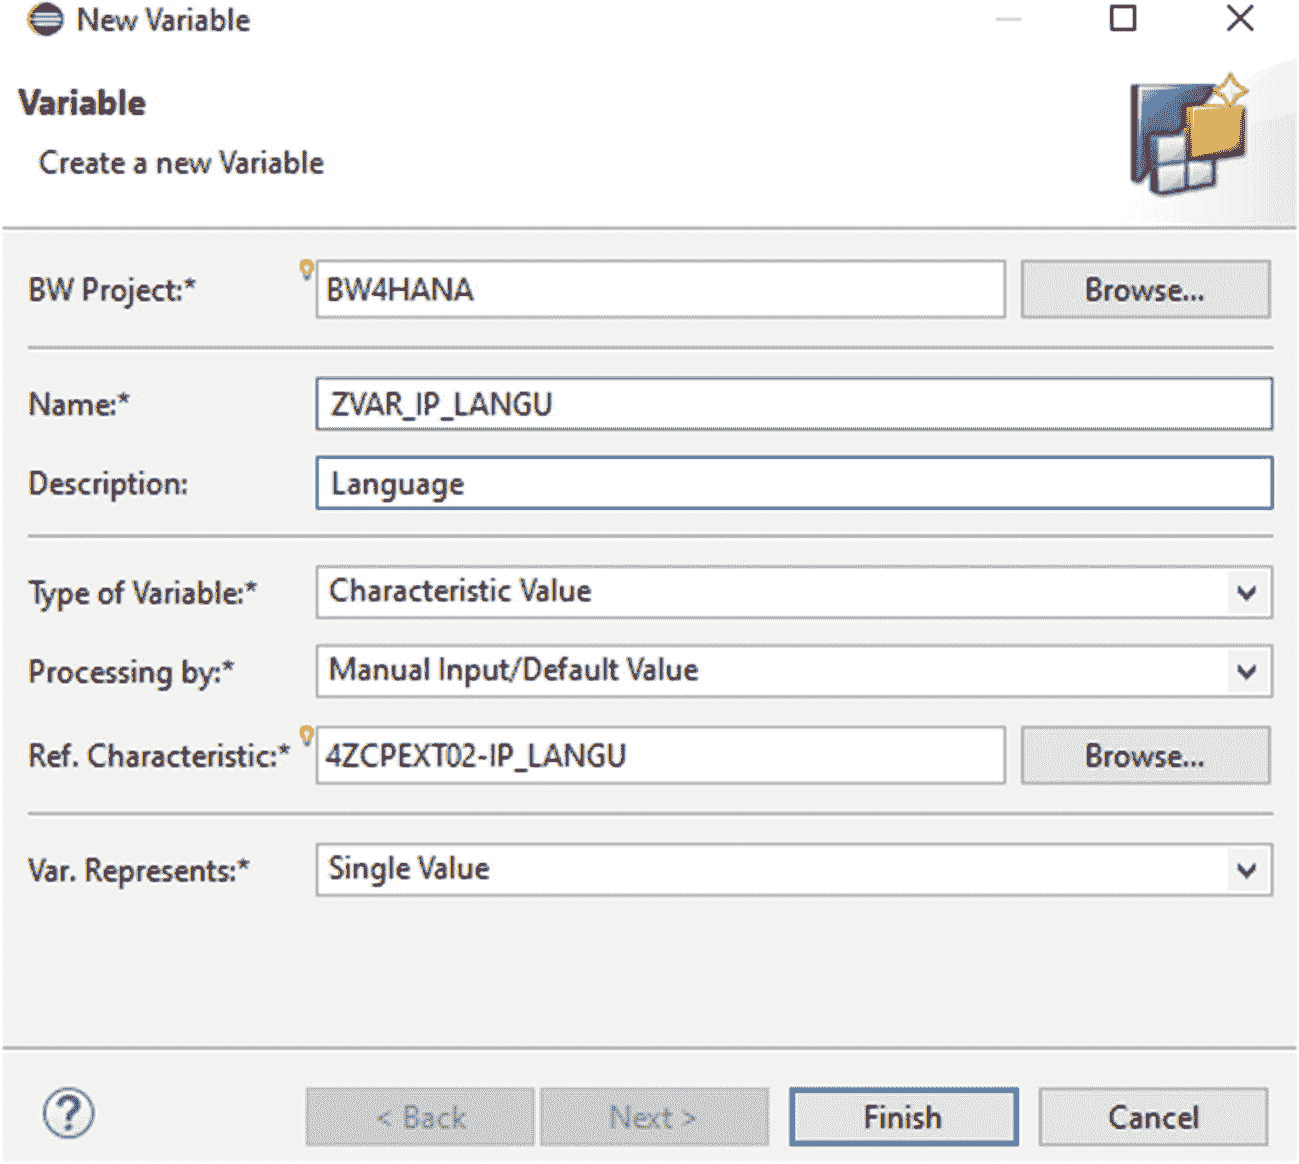 New Variable
Variable
Create a new Variable
BW Project:* BW4HANA Browse...
Name:* ZVAR_IP_LANGU
Description: Language
Type of Variable:* Characteristic Value
Processing by:* Manual Input/Default Value
Ref. Characteristic:* 4ZCPEXT02-IP_LANGU Browse...
Var. Represents:* Single Value
? < Back Next > Finish Cancel